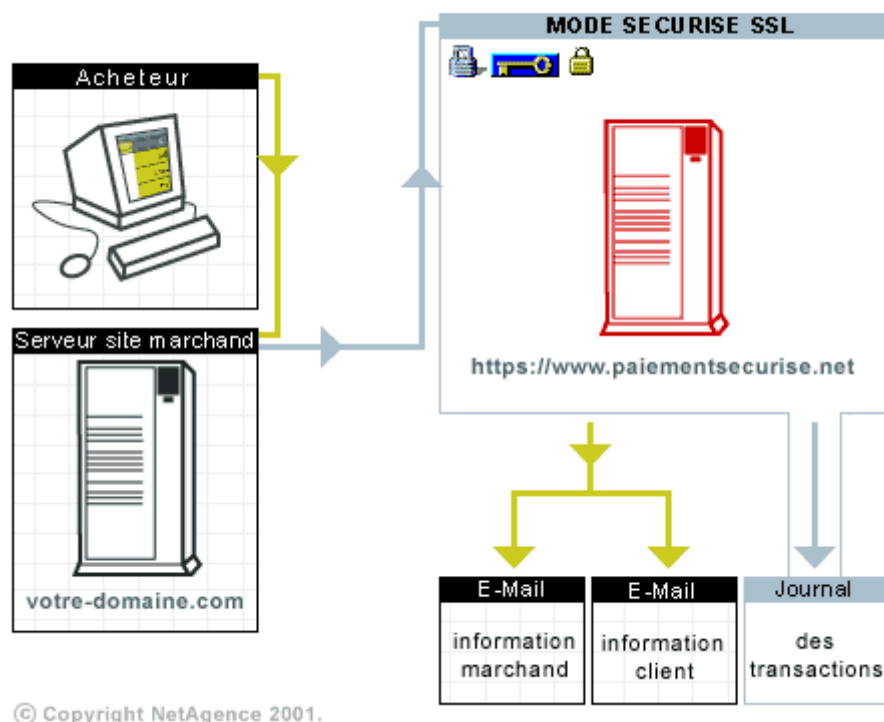 MODE SECURISE SSL
Acheteur
Serveur site marchand
https://www.paiementsecurise.net
votre-domaine.com
E-Mail
information
marchand
E-Mail
information
client
Journal
des
transactions
© Copyright NetAgence 2001.